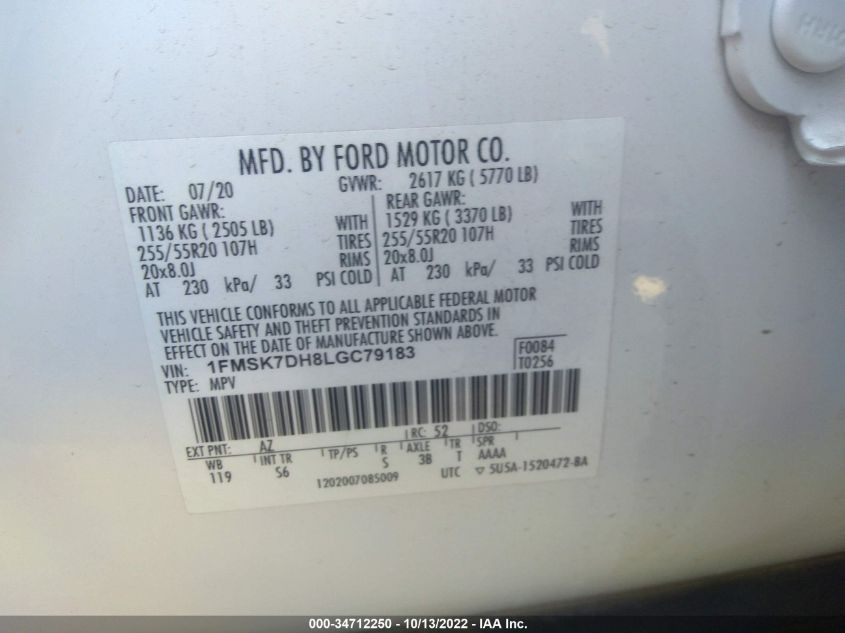 MFD. BY FORD MOTOR CO.
DATE: 07/20 GVWR: 2617 KG ( 5770 LB)
FRONT GAWR: REAR GAWR:
1136 KG ( 2505 LB) WITH 1529 KG ( 3370 LB) WITH
255/55R20 107H TIRES 255/55R20 107H TIRES
20x8.0J RIMS 20x8.0J RIMS
AT 230 kPa/ 33 PSI COLD AT 230 kPa/ 33 PSI COLD
THIS VEHICLE CONFORMS TO ALL APPLICABLE FEDERAL MOTOR
VEHICLE SAFETY AND THEFT PREVENTION STANDARDS IN
EFFECT ON THE DATE OF MANUFACTURE SHOWN ABOVE.
VIN: 1FMSK7DH8LGC79183 F0084
TYPE: MPV T0256
EXT PNT: AZ RC: 52 DSO:
WB INT TR TP/PS R AXLE TR SPR
119 S6 S 38 T AAAA
1202007085009 UTC ▽ 5U5A-1520472-BA
000-34712250 - 10/13/2022 - IAA Inc.